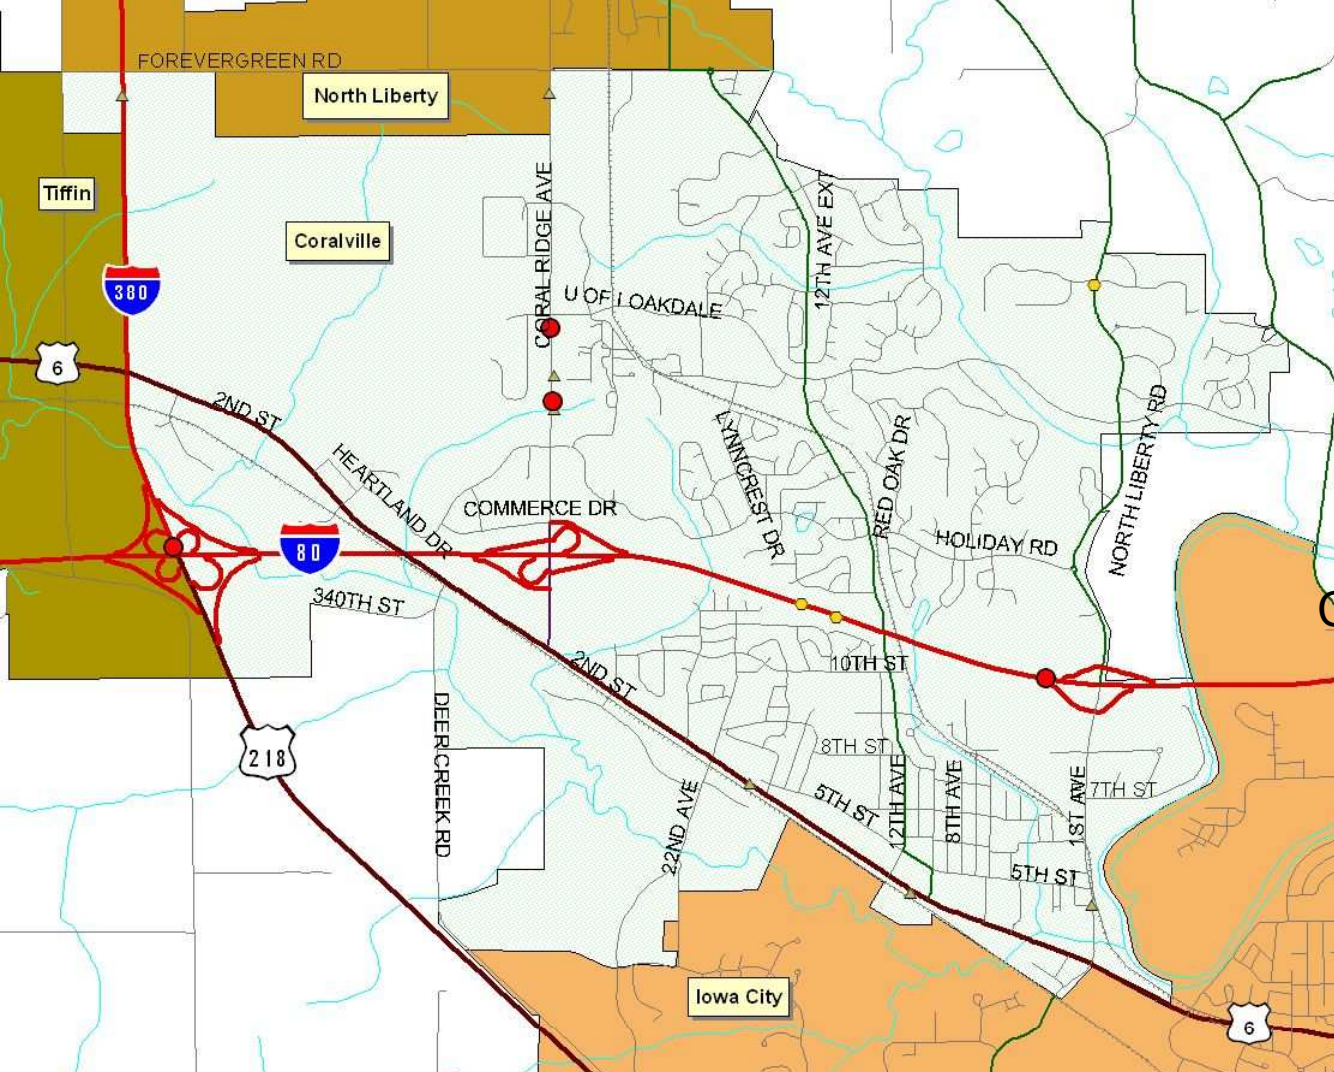 FOREVERGREEN RD
North Liberty
Tiffin
Coralville
CORAL RIDGE AVE
12TH AVE EXT
380
U OF I OAKDALE
6
2ND ST
HEARTLAND DR
LYNNCREST DR
RED OAK DR
NORTH LIBERTY RD
COMMERCE DR
HOLIDAY RD
80
340TH ST
10TH ST
2ND ST
DEER CREEK RD
218
8TH ST
22ND AVE
5TH ST
12TH AVE
8TH AVE
1ST AVE
7TH ST
5TH ST
Iowa City
6